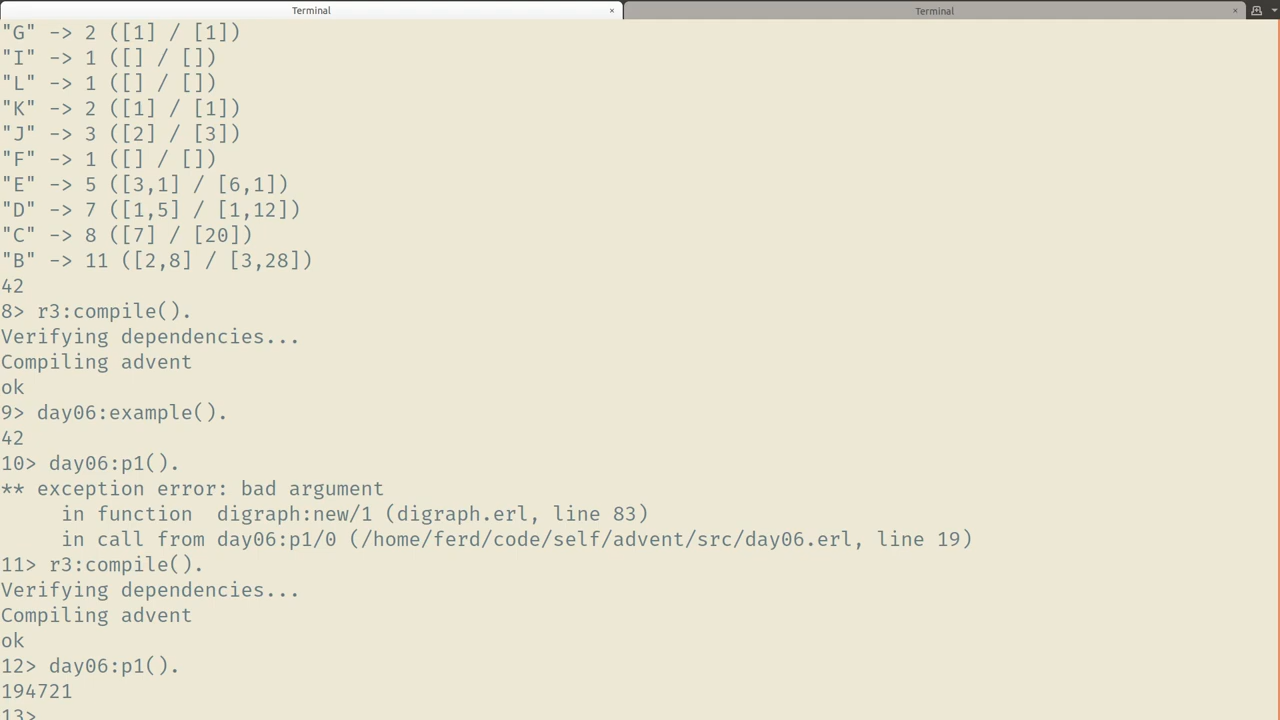 Terminal × Terminal ×
"G" -> 2 ([1] / [1])
"I" -> 1 ([] / [])
"L" -> 1 ([] / [])
"K" -> 2 ([1] / [1])
"J" -> 3 ([2] / [3])
"F" -> 1 ([] / [])
"E" -> 5 ([3,1] / [6,1])
"D" -> 7 ([1,5] / [1,12])
"C" -> 8 ([7] / [20])
"B" -> 11 ([2,8] / [3,28])
42
8> r3:compile().
Verifying dependencies...
Compiling advent
ok
9> day06:example().
42
10> day06:p1().
** exception error: bad argument
     in function  digraph:new/1 (digraph.erl, line 83)
     in call from day06:p1/0 (/home/ferd/code/self/advent/src/day06.erl, line 19)
11> r3:compile().
Verifying dependencies...
Compiling advent
ok
12> day06:p1().
194721
13>